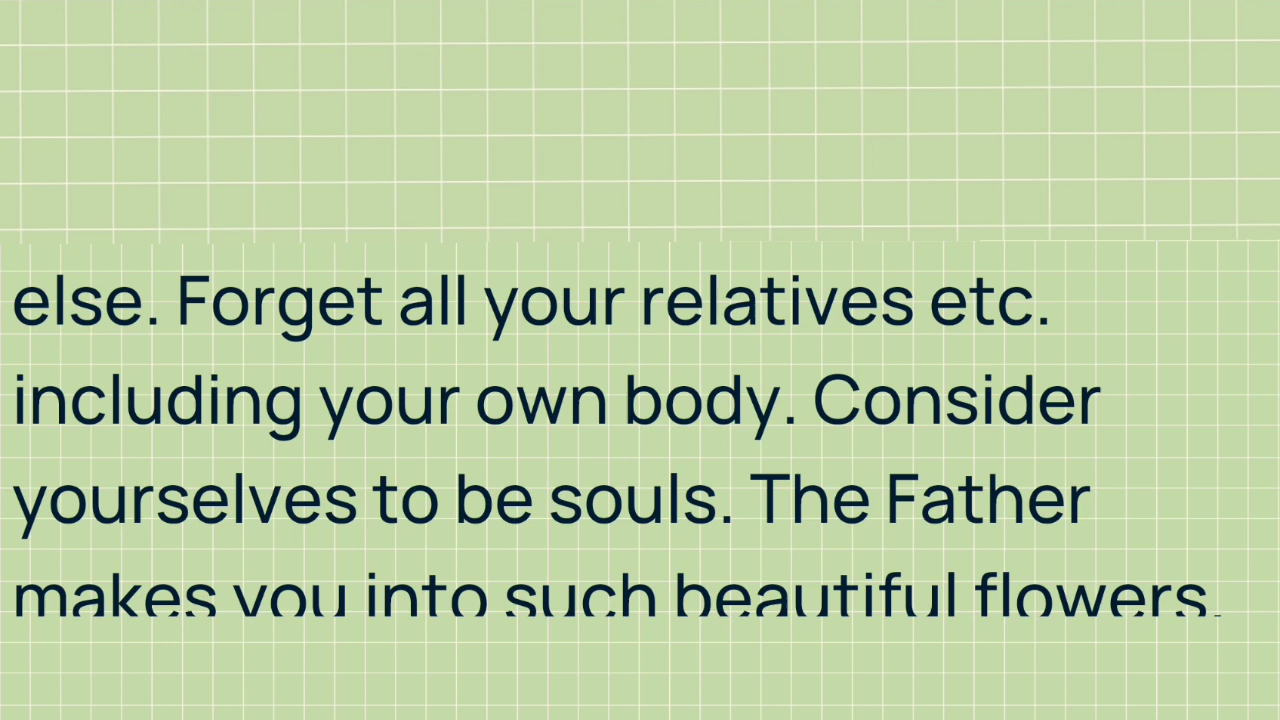 else. Forget all your relatives etc.
including your own body. Consider
yourselves to be souls. The Father
makes you into such beautiful flowers.